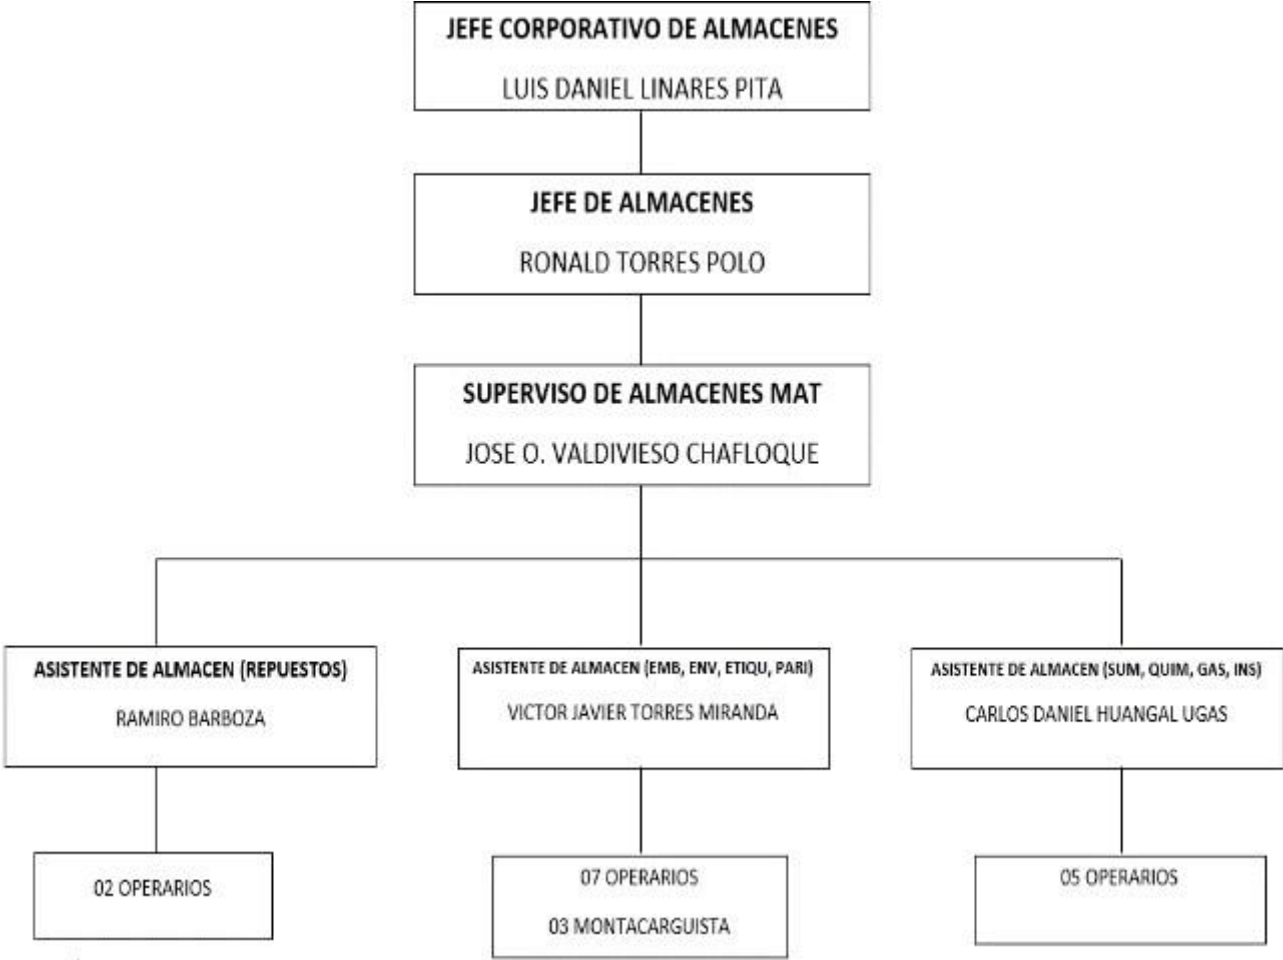 JEFE CORPORATIVO DE ALMACENES
LUIS DANIEL LINARES PITA
JEFE DE ALMACENES
RONALD TORRES POLO
SUPERVISO DE ALMACENES MAT
JOSE O. VALDIVIESO CHAFLOQUE
ASISTENTE DE ALMACEN (REPUESTOS)
RAMIRO BARBOZA
ASISTENTE DE ALMACEN (EMB, ENV, ETIQU, PARI)
VICTOR JAVIER TORRES MIRANDA
ASISTENTE DE ALMACEN (SUM, QUIM, GAS, INS)
CARLOS DANIEL HUANGAL UGAS
02 OPERARIOS
07 OPERARIOS
03 MONTACARGUISTA
05 OPERARIOS